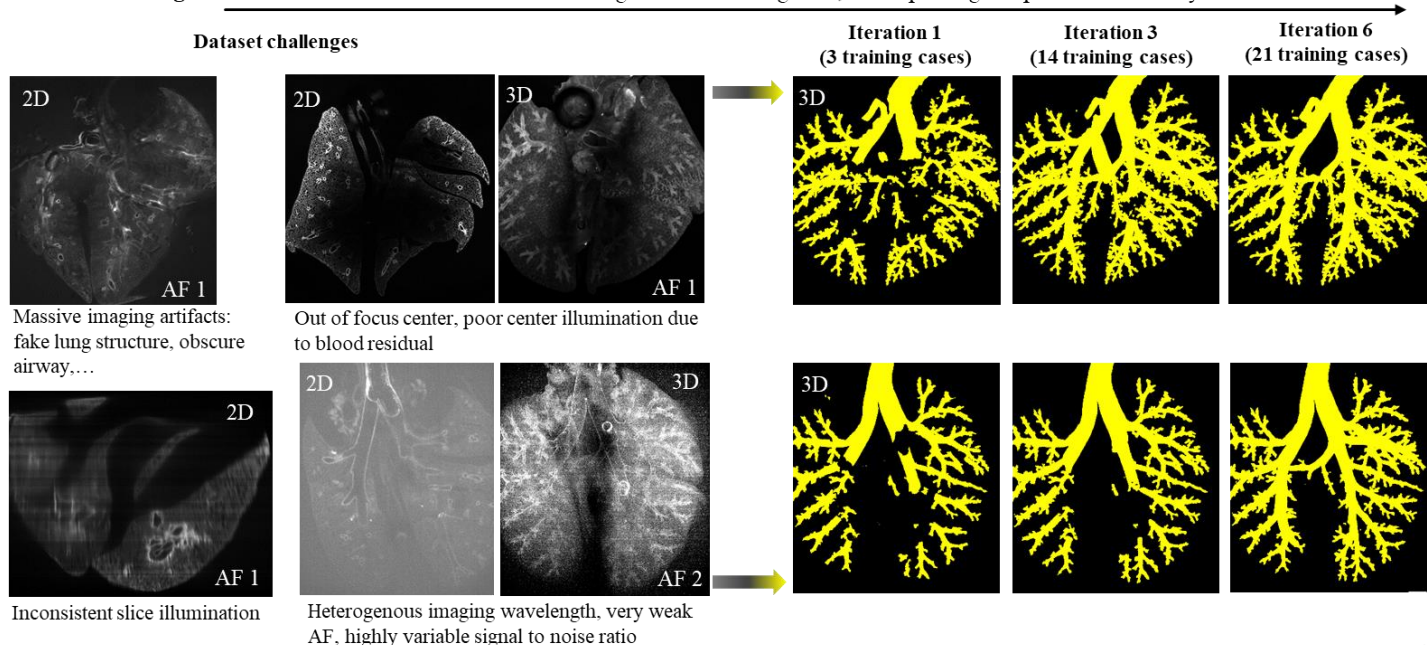 Dataset challenges
Iteration 1
(3 training cases)
Iteration 3
(14 training cases)
Iteration 6
(21 training cases)
2D
AF 1
2D
3D
AF 1
3D
Massive imaging artifacts:
fake lung structure, obscure
airway,…
Out of focus center, poor center illumination due
to blood residual
2D
AF 1
2D
3D
AF 2
3D
Inconsistent slice illumination
Heterogenous imaging wavelength, very weak
AF, highly variable signal to noise ratio